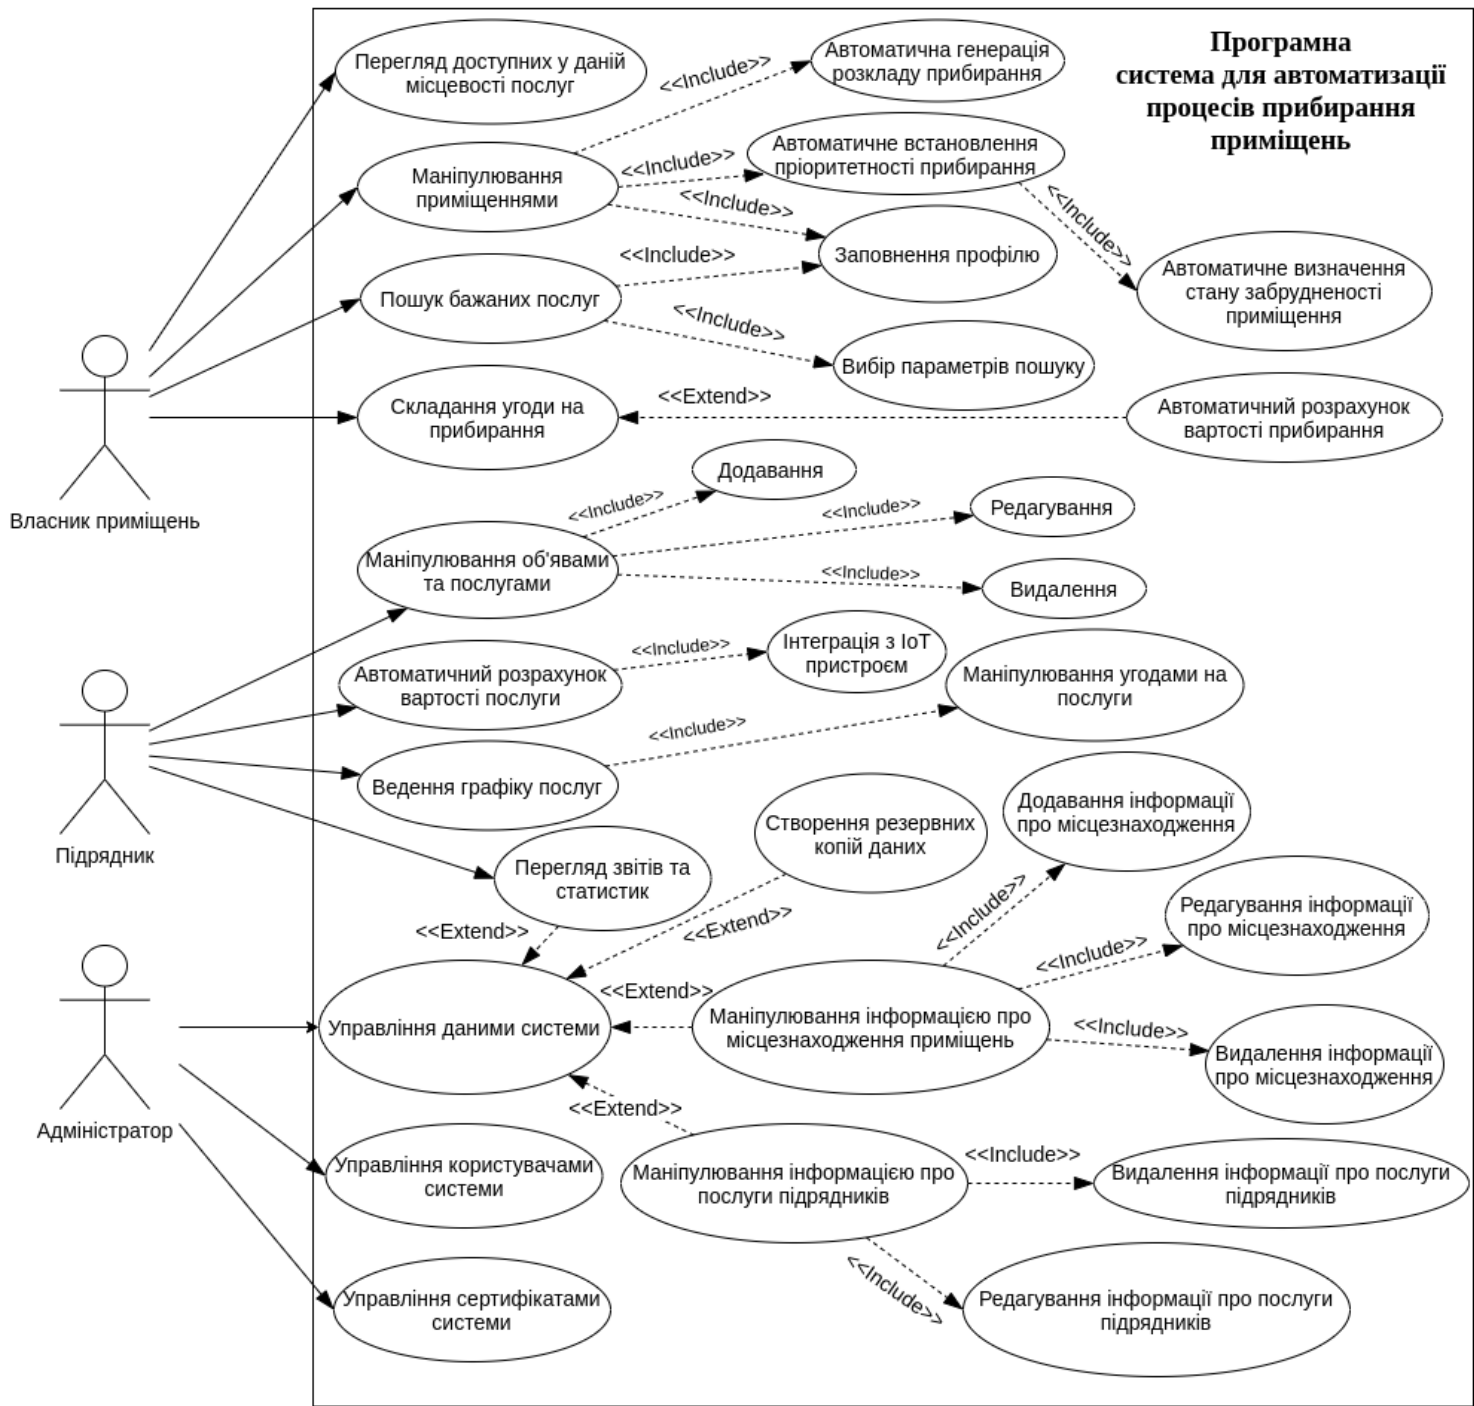 Програмна
система для автоматизації
процесів прибирання
приміщень
Перегляд доступних у даній
місцевості послуг
<<Include>>
Автоматична генерація
розкладу прибирання
Маніпулювання
приміщеннями
<<Include>>
Автоматичне встановлення
пріоритетності прибирання
<<Include>>
<<Include>>
Пошук бажаних послуг
<<Include>>
Заповнення профілю
Автоматичне визначення
стану забрудненості
приміщення
<<Include>>
Вибір параметрів пошуку
Складання угоди на
прибирання
<<Extend>>
Автоматичний розрахунок
вартості прибирання
Власник приміщень
Маніпулювання об'явами
та послугами
<<Include>>
Додавання
<<Include>>
Редагування
<<Include>>
Видалення
Автоматичний розрахунок
вартості послуги
<<Include>>
Інтеграція з IoT
пристроєм
Ведення графіку послуг
<<Include>>
Маніпулювання угодами на
послуги
Підрядник
Перегляд звітів та
статистик
<<Extend>>
Створення резервних
копій даних
<<Extend>>
Додавання інформації
про місцезнаходження
<<Include>>
Редагування інформації
про місцезнаходження
<<Include>>
Управління даними системи
<<Extend>>
Маніпулювання інформацією про
місцезнаходження приміщень
<<Include>>
Видалення інформації
про місцезнаходження
Адміністратор
<<Extend>>
Управління користувачами
системи
Маніпулювання інформацією про
послуги підрядників
<<Include>>
Видалення інформації про послуги
підрядників
<<Include>>
Управління сертифікатами
системи
Редагування інформації про послуги
підрядників